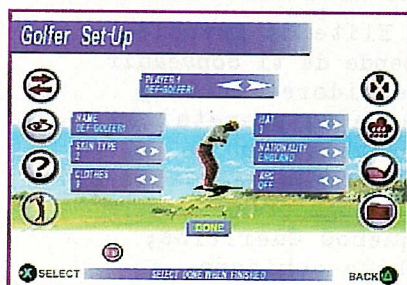 Golfer Set-Up
PLAYER 1
DEF-GOLFER1
NAME
DEF-GOLFER1
HAT
1
SKIN TYPE
2
NATIONALITY
ENGLAND
CLOTHES
1
ARC
OFF
DONE
SELECT
SELECT DONE WHEN FINISHED
BACK